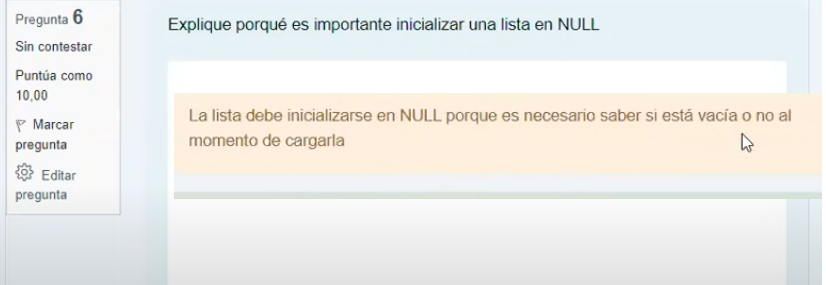 Pregunta 6
Sin contestar
Puntúa como
10,00
Marcar
pregunta
Editar
pregunta
Explique porqué es importante inicializar una lista en NULL
La lista debe inicializarse en NULL porque es necesario saber si está vacía o no al
momento de cargarla